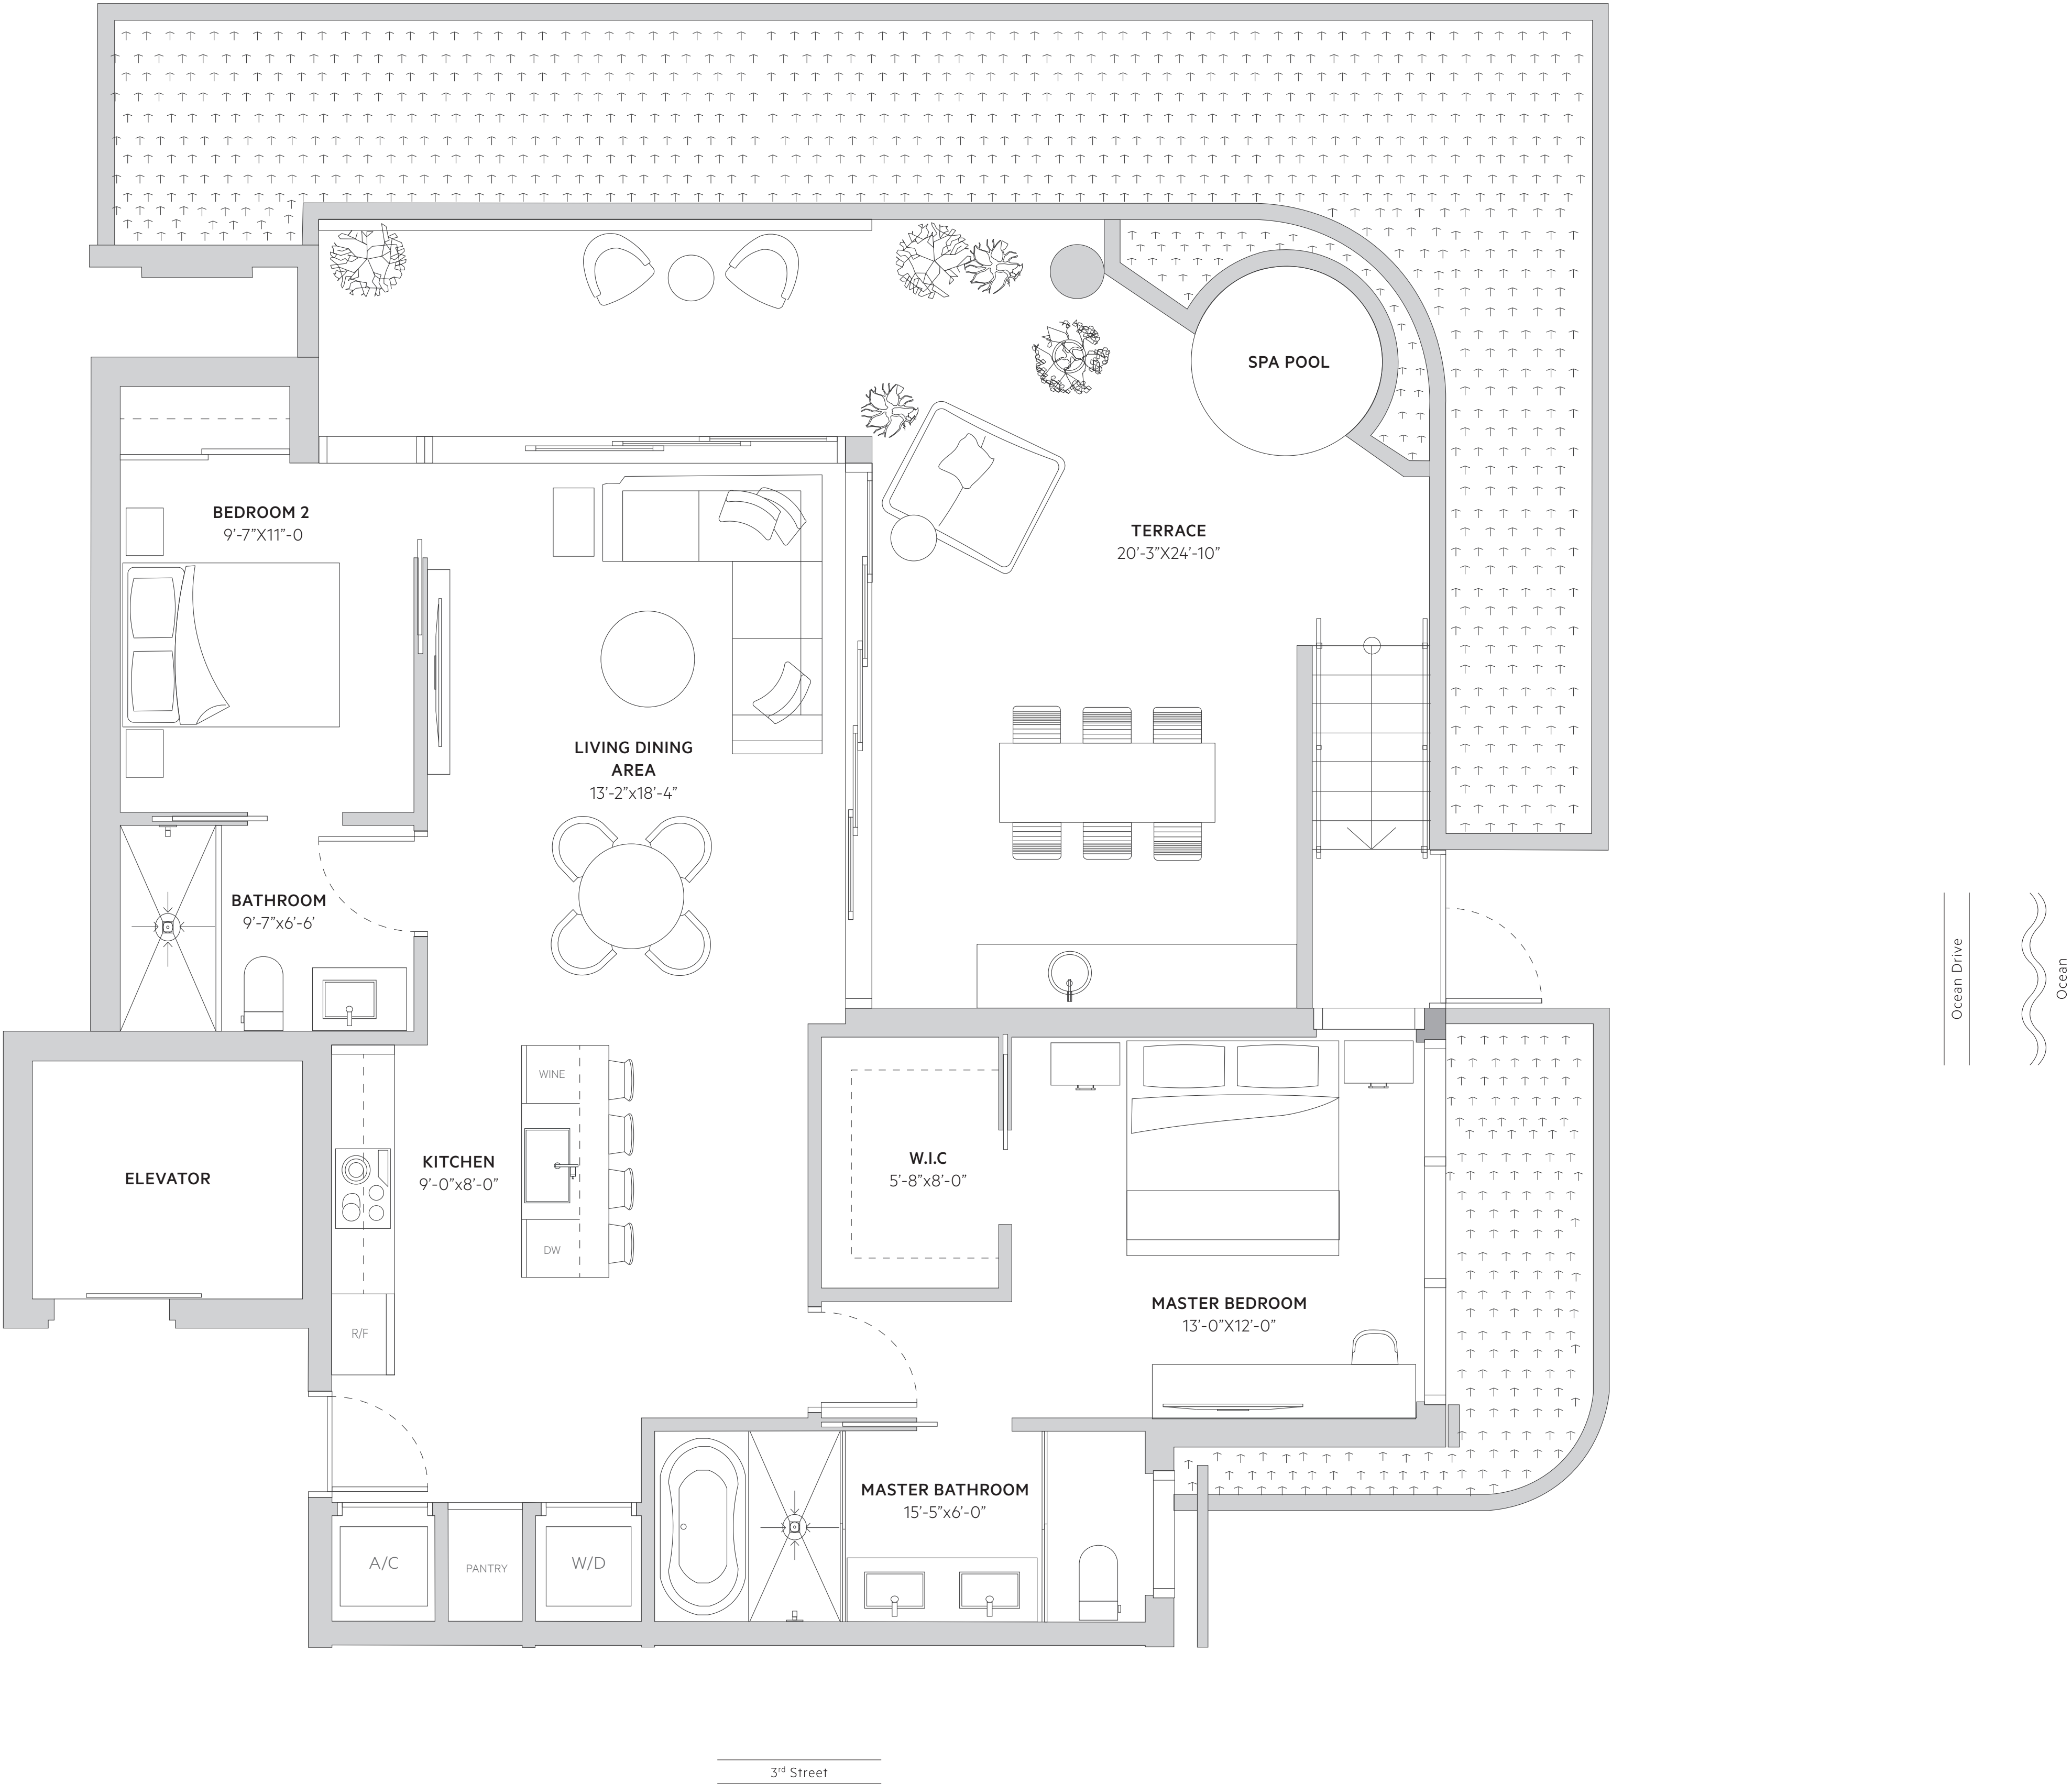 SPA POOL
BEDROOM 2
9'-7"X11"-0
TERRACE
20'-3"X24'-10"
LIVING DINING
AREA
13'-2"x18'-4"
BATHROOM
9'-7"x6'-6'
Ocean Drive
Ocean
WINE
KITCHEN
9'-0"x8'-0"
W.I.C
5'-8"x8'-0"
ELEVATOR
DW
MASTER BEDROOM
13'-0"X12'-0"
R/F
MASTER BATHROOM
15'-5"x6'-0"
A/C
PANTRY
W/D
3rd Street